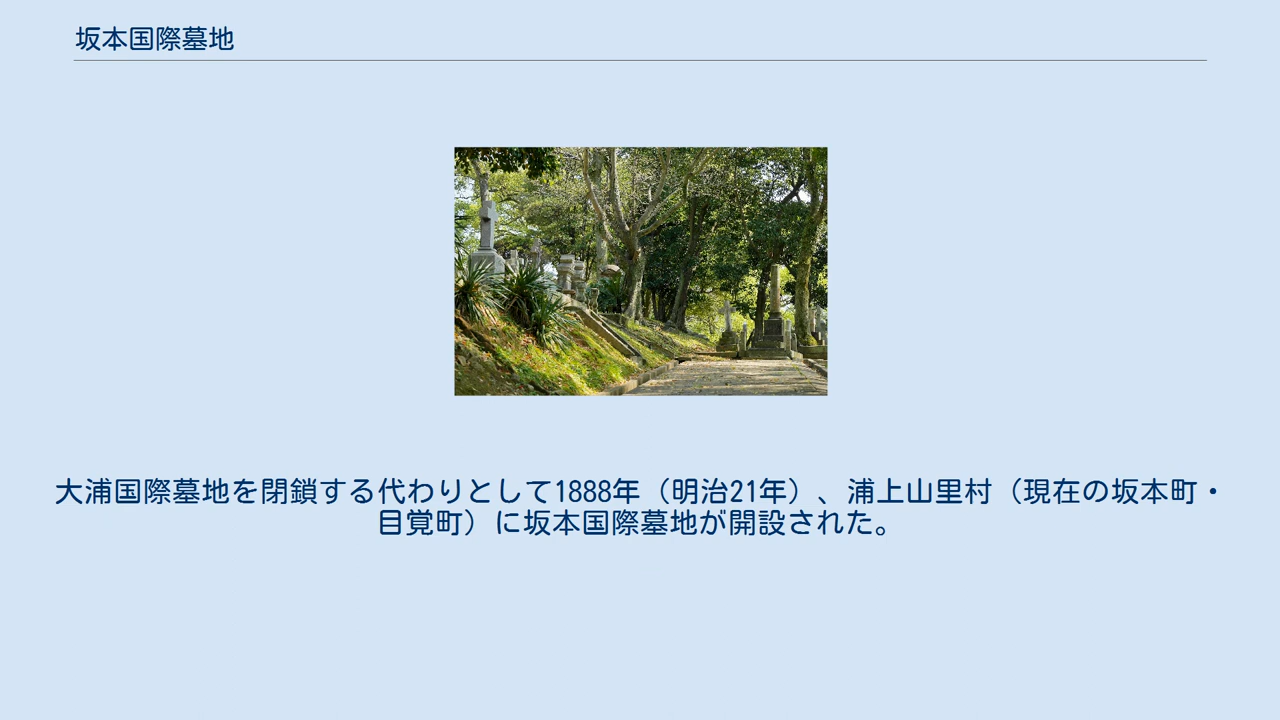 坂本国際墓地
大浦国際墓地を閉鎖する代わりとして1888年（明治21年）、浦上山里村（現在の坂本町・
目覚町）に坂本国際墓地が開設された。